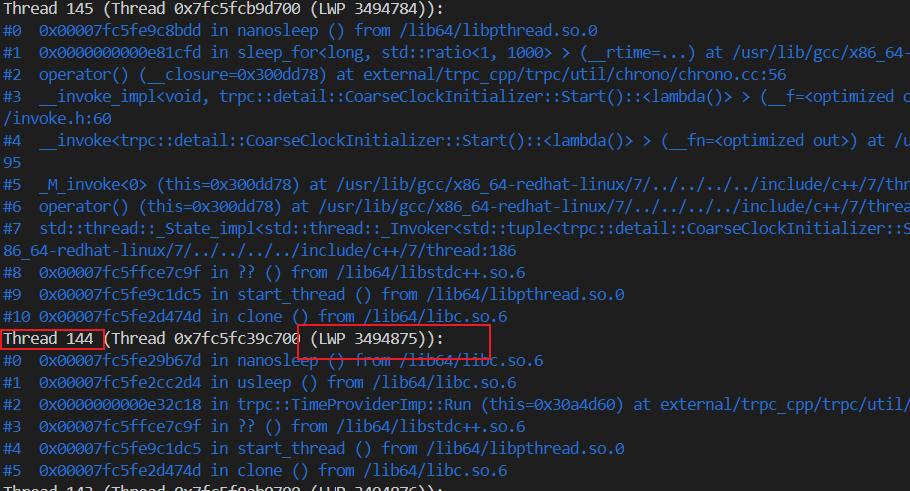 Thread 145 (Thread 0x7fc5fcb9d700 (LWP 3494784)):
#0  0x00007fc5fe9c8bdd in nanosleep () from /lib64/libpthread.so.0
#1  0x0000000000e81cfd in sleep_for<long, std::ratio<1, 1000> > (__rtime=...) at /usr/lib/gcc/x86_64-
#2  operator() (__closure=0x300dd78) at external/trpc_cpp/trpc/util/chrono/chrono.cc:56
#3  __invoke_impl<void, trpc::detail::CoarseClockInitializer::Start()::<lambda()> > (__f=<optimized o
/invoke.h:60
#4  __invoke<trpc::detail::CoarseClockInitializer::Start()::<lambda()> > (__fn=<optimized out>) at /u
95
#5  _M_invoke<0> (this=0x300dd78) at /usr/lib/gcc/x86_64-redhat-linux/7/../../../../include/c++/7/thr
#6  operator() (this=0x300dd78) at /usr/lib/gcc/x86_64-redhat-linux/7/../../../../include/c++/7/threa
#7  std::thread::_State_impl<std::thread::_Invoker<std::tuple<trpc::detail::CoarseClockInitializer::S
86_64-redhat-linux/7/../../../../include/c++/7/thread:186
#8  0x00007fc5ffce7c9f in ?? () from /lib64/libstdc++.so.6
#9  0x00007fc5fe9c1dc5 in start_thread () from /lib64/libpthread.so.0
#10 0x00007fc5fe2d474d in clone () from /lib64/libc.so.6
Thread 144 (Thread 0x7fc5fc39c700 (LWP 3494875)):
#0  0x00007fc5fe29b67d in nanosleep () from /lib64/libc.so.6
#1  0x00007fc5fe2cc2d4 in usleep () from /lib64/libc.so.6
#2  0x0000000000e32c18 in trpc::TimeProviderImp::Run (this=0x30a4d60) at external/trpc_cpp/trpc/util/
#3  0x00007fc5ffce7c9f in ?? () from /lib64/libstdc++.so.6
#4  0x00007fc5fe9c1dc5 in start_thread () from /lib64/libpthread.so.0
#5  0x00007fc5fe2d474d in clone () from /lib64/libc.so.6
Thread 143 (Thread 0x7fc5f8ab9700 (LWP 3494876)):